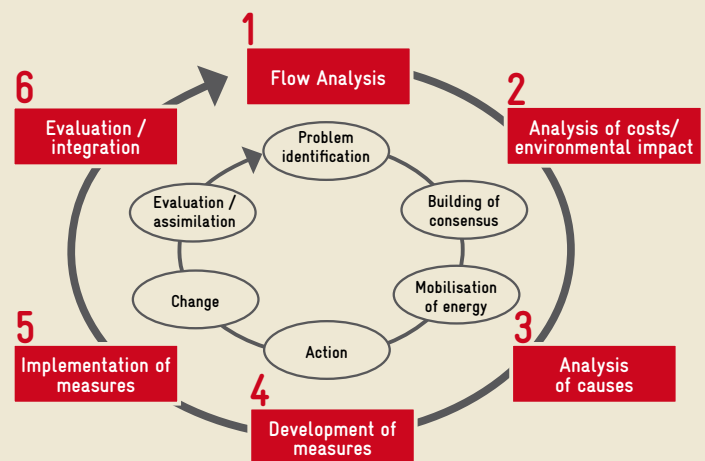 1
Flow Analysis
2
Analysis of costs/
environmental impact
3
Analysis
of causes
4
Development of
measures
5
Implementation of
measures
6
Evaluation /
integration
Problem
identification
Building of
consensus
Mobilisation
of energy
Action
Change
Evaluation /
assimilation